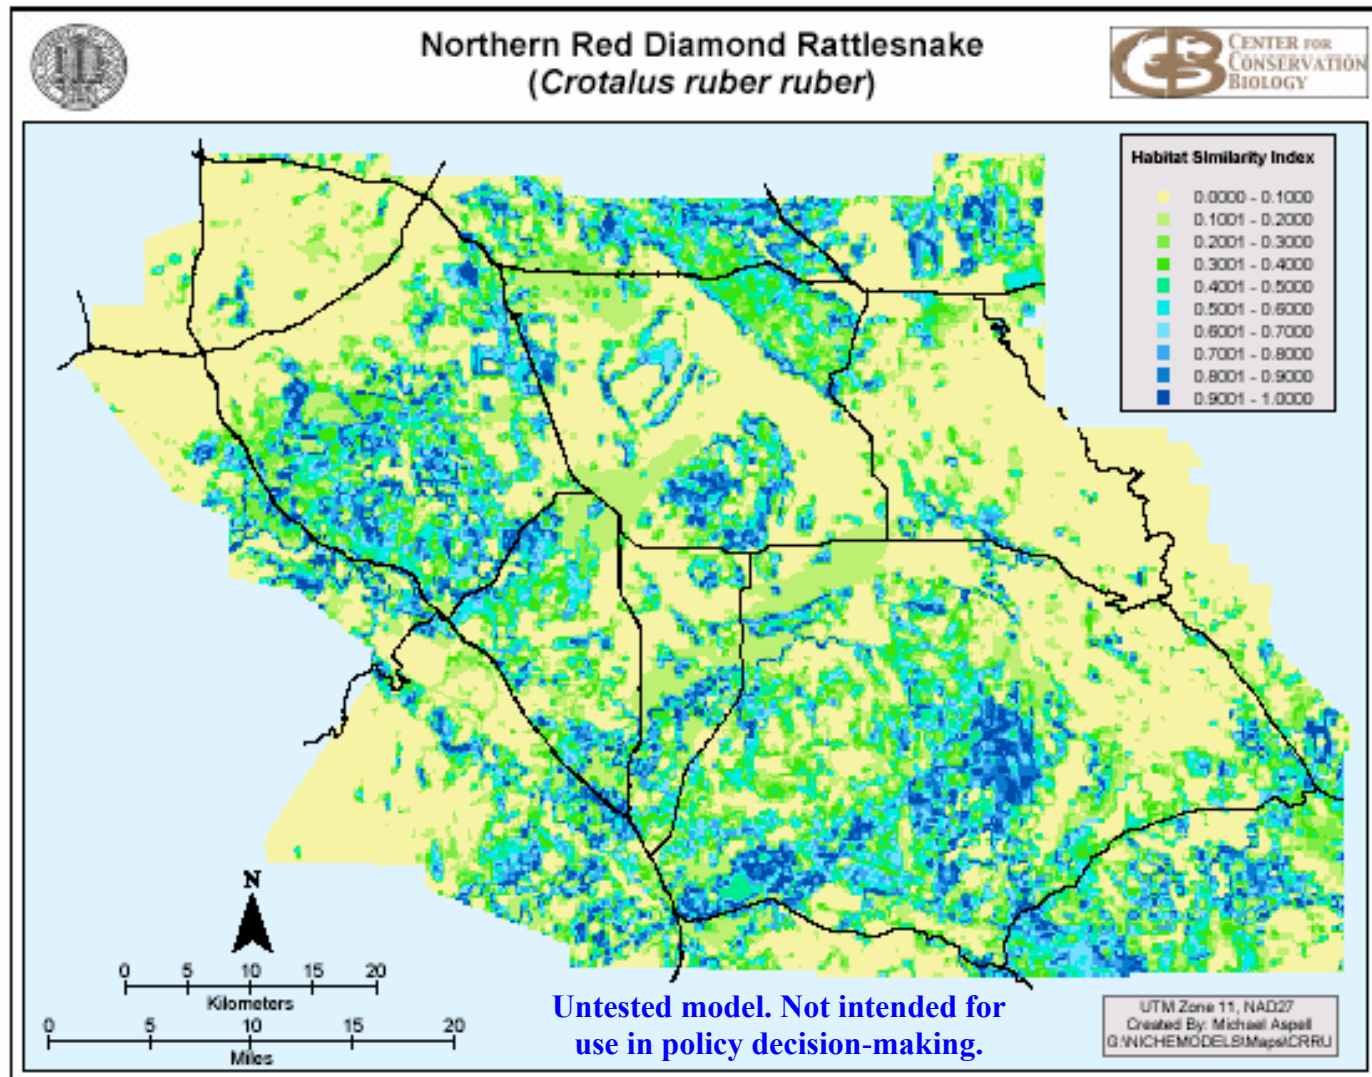 Northern Red Diamond Rattlesnake
(Crotalus ruber ruber)
CENTER FOR
CONSERVATION
BIOLOGY
Habitat Similarity Index
0.0000 - 0.1000
0.1001 - 0.2000
0.2001 - 0.3000
0.3001 - 0.4000
0.4001 - 0.5000
0.5001 - 0.6000
0.6001 - 0.7000
0.7001 - 0.8000
0.8001 - 0.9000
0.9001 - 1.0000
N
0 5 10 15 20
Kilometers
0 5 10 15 20
Miles
Untested model. Not intended for
use in policy decision-making.
UTM Zone 11, NAD27
Created By: Michael Aspell
G:\NICHEMODELS\Maps\CRRU